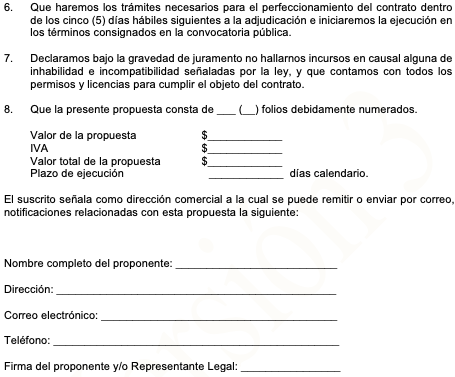 6. Que haremos los trámites necesarios para el perfeccionamiento del contrato dentro
de los cinco (5) días hábiles siguientes a la adjudicación e iniciaremos la ejecución en
los términos consignados en la convocatoria pública.
7. Declaramos bajo la gravedad de juramento no hallarnos incursos en causal alguna de
inhabilidad e incompatibilidad señaladas por la ley, y que contamos con todos los
permisos y licencias para cumplir el objeto del contrato.
8. Que la presente propuesta consta de ___ (__) folios debidamente numerados.
Valor de la propuesta $____________
IVA $____________
Valor total de la propuesta $____________
Plazo de ejecución ____________ días calendario.
El suscrito señala como dirección comercial a la cual se puede remitir o enviar por correo,
notificaciones relacionadas con esta propuesta la siguiente:
Nombre completo del proponente: __________________________
Dirección: _____________________________________________
Correo electrónico: ______________________________________
Teléfono: ______________________________________________
Firma del proponente y/o Representante Legal: ________________